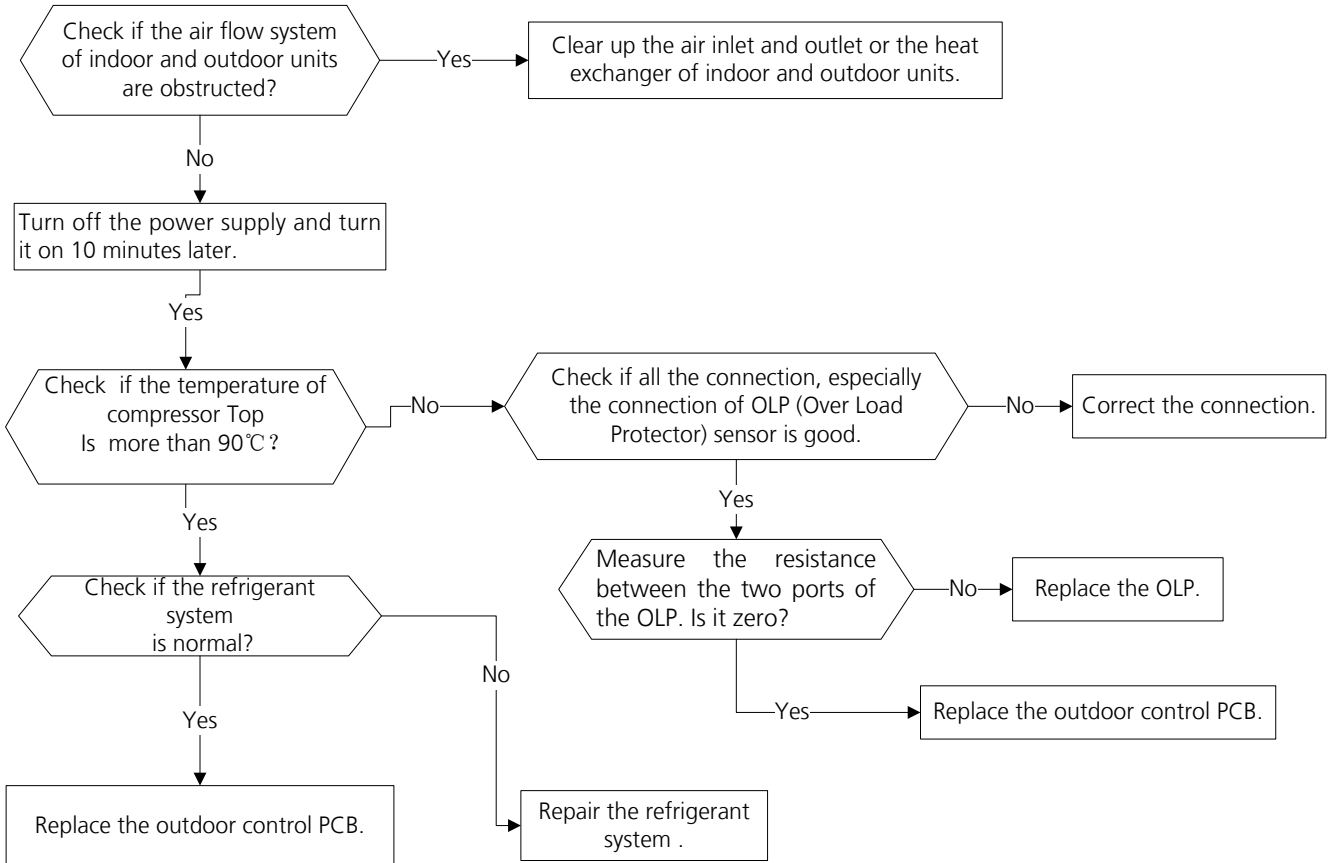 Check if the air flow system
of indoor and outdoor units
are obstructed?
Yes
Clear up the air inlet and outlet or the heat
exchanger of indoor and outdoor units.
No
Turn off the power supply and turn
it on 10 minutes later.
Yes
Check if the temperature of
compressor Top
Is more than 90℃?
No
Check if all the connection, especially
the connection of OLP (Over Load
Protector) sensor is good.
No
Correct the connection.
Yes
Yes
Measure the resistance
between the two ports of
the OLP. Is it zero?
No
Replace the OLP.
Check if the refrigerant
system
is normal?
No
Yes
Yes
Replace the outdoor control PCB.
Replace the outdoor control PCB.
Repair the refrigerant
system .